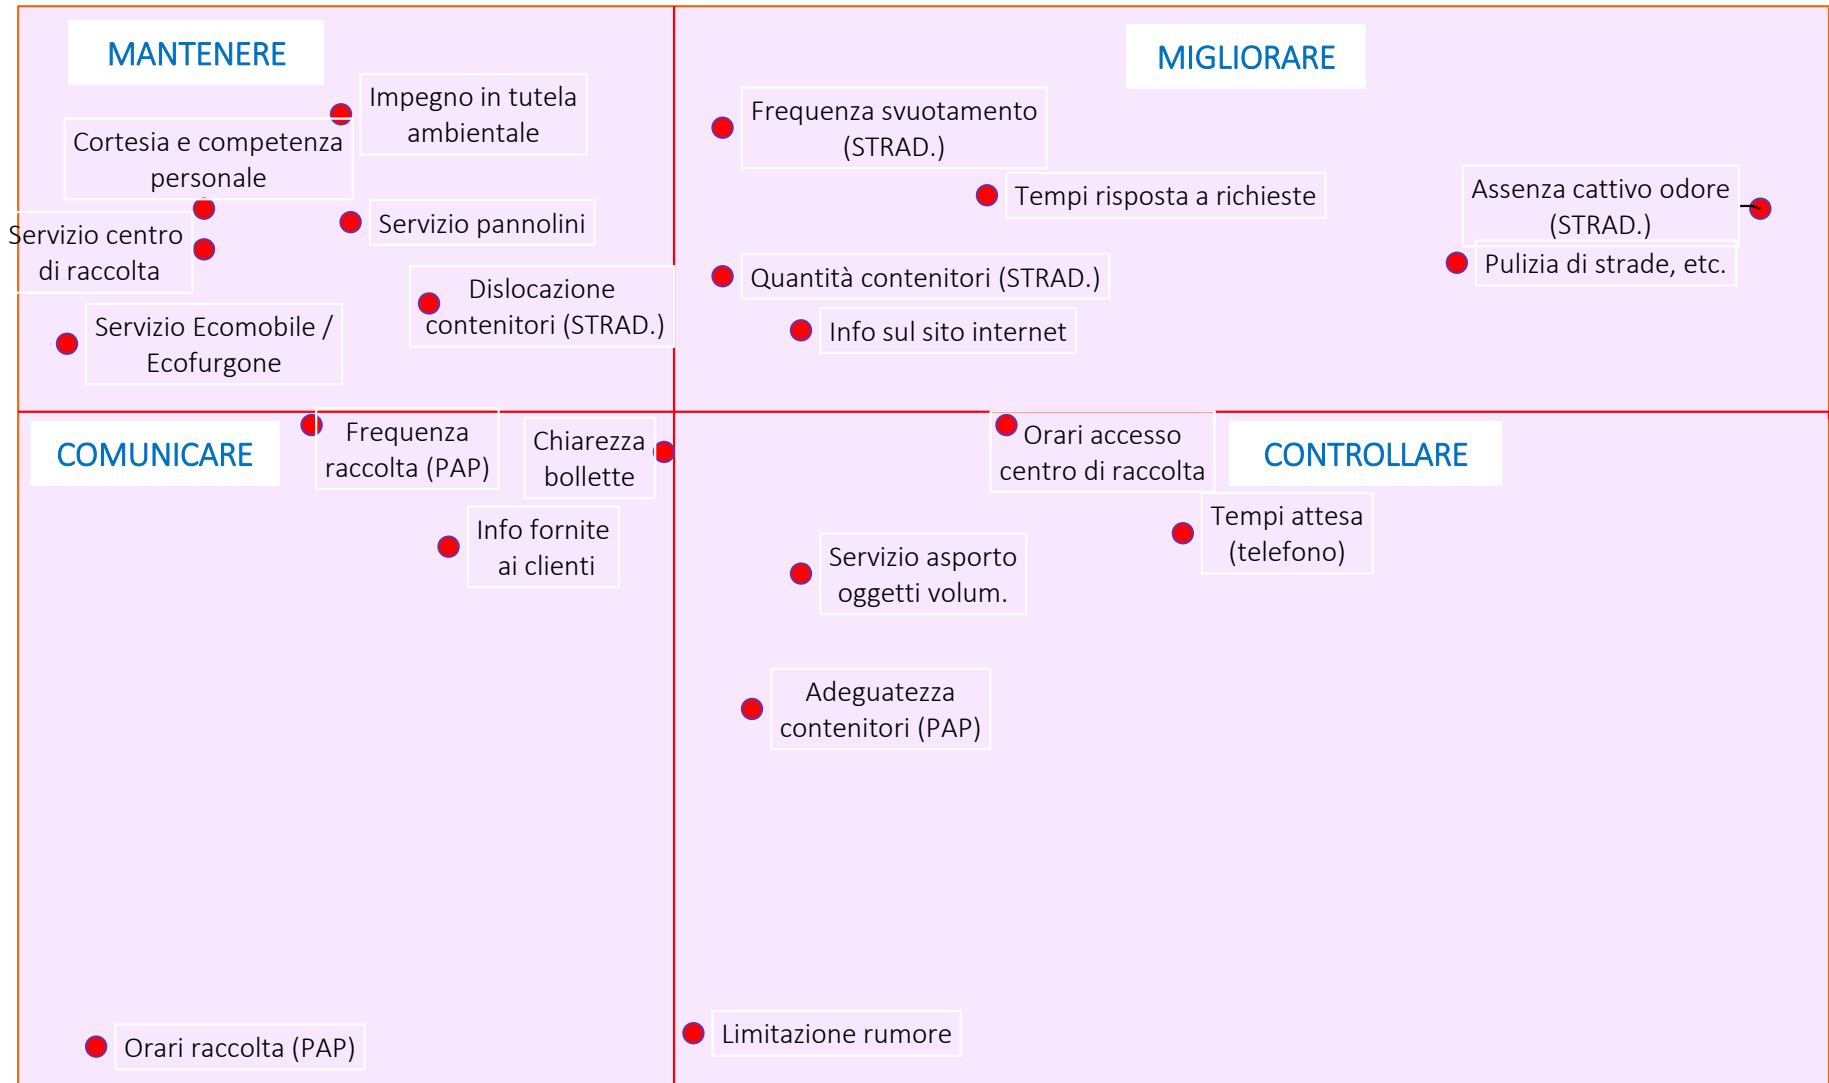 MANTENERE
MIGLIORARE
Impegno in tutela
ambientale
Cortesia e competenza
personale
Servizio pannolini
Servizio centro
di raccolta
Dislocazione
contenitori (STRAD.)
Servizio Ecomobile /
Ecofurgone
Frequenza svuotamento
(STRAD.)
Tempi risposta a richieste
Assenza cattivo odore
(STRAD.)
Pulizia di strade, etc.
Quantità contenitori (STRAD.)
Info sul sito internet
COMUNICARE
Frequenza
raccolta (PAP)
Chiarezza
bollette
Info fornite
ai clienti
Orari raccolta (PAP)
CONTROLLARE
Orari accesso
centro di raccolta
Tempi attesa
(telefono)
Servizio asporto
oggetti volum.
Adeguatezza
contenitori (PAP)
Limitazione rumore